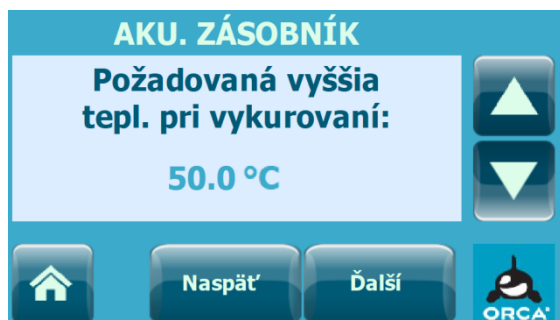 AKU. ZÁSOBNÍK
Požadovaná vyššia
tepl. pri vykurovaní:
50.0 °C
Naspäť
Ďalší
ORCA